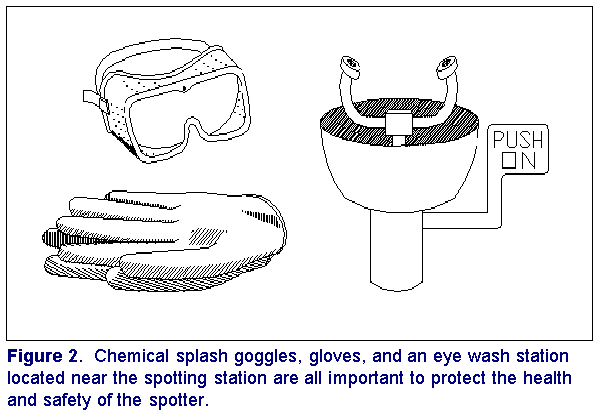 PUSH
ON
Figure 2.  Chemical splash goggles, gloves, and an eye wash station
located near the spotting station are all important to protect the health
and safety of the spotter.